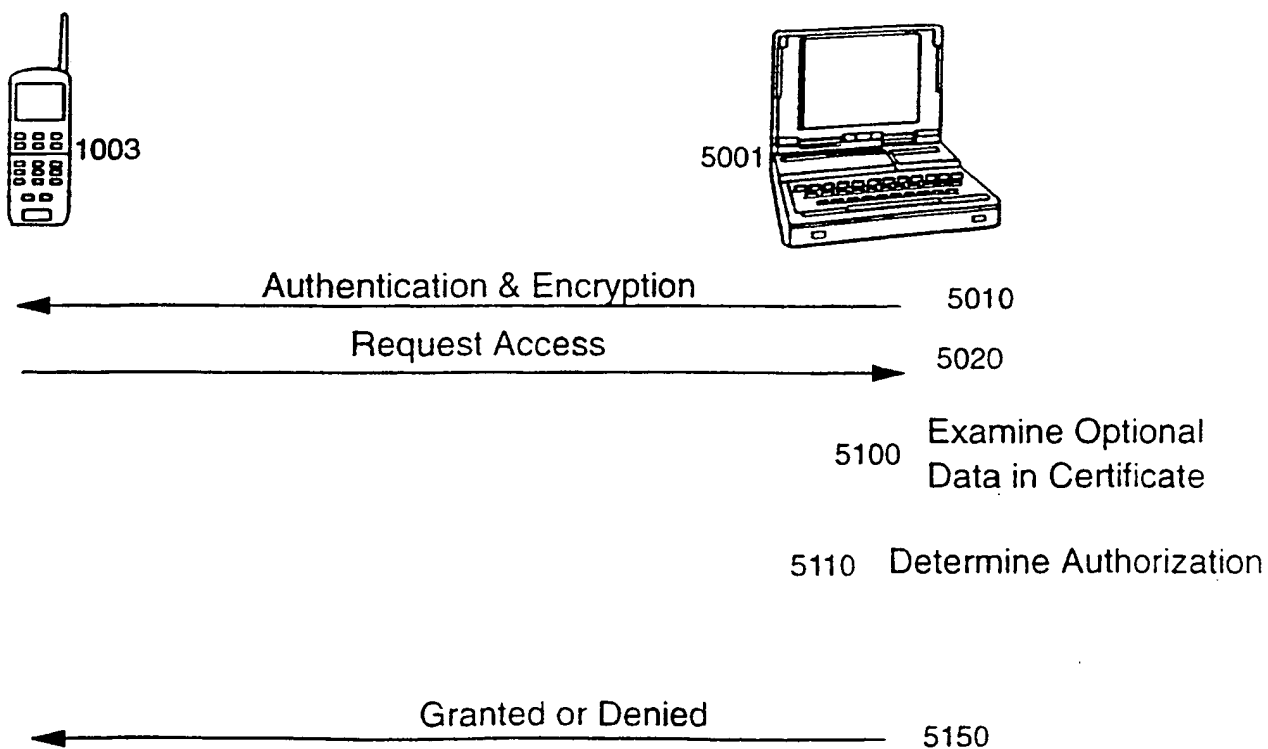 1003
5001
Authentication & Encryption 5010
Request Access 5020
5100 Examine Optional
Data in Certificate
5110 Determine Authorization
Granted or Denied 5150